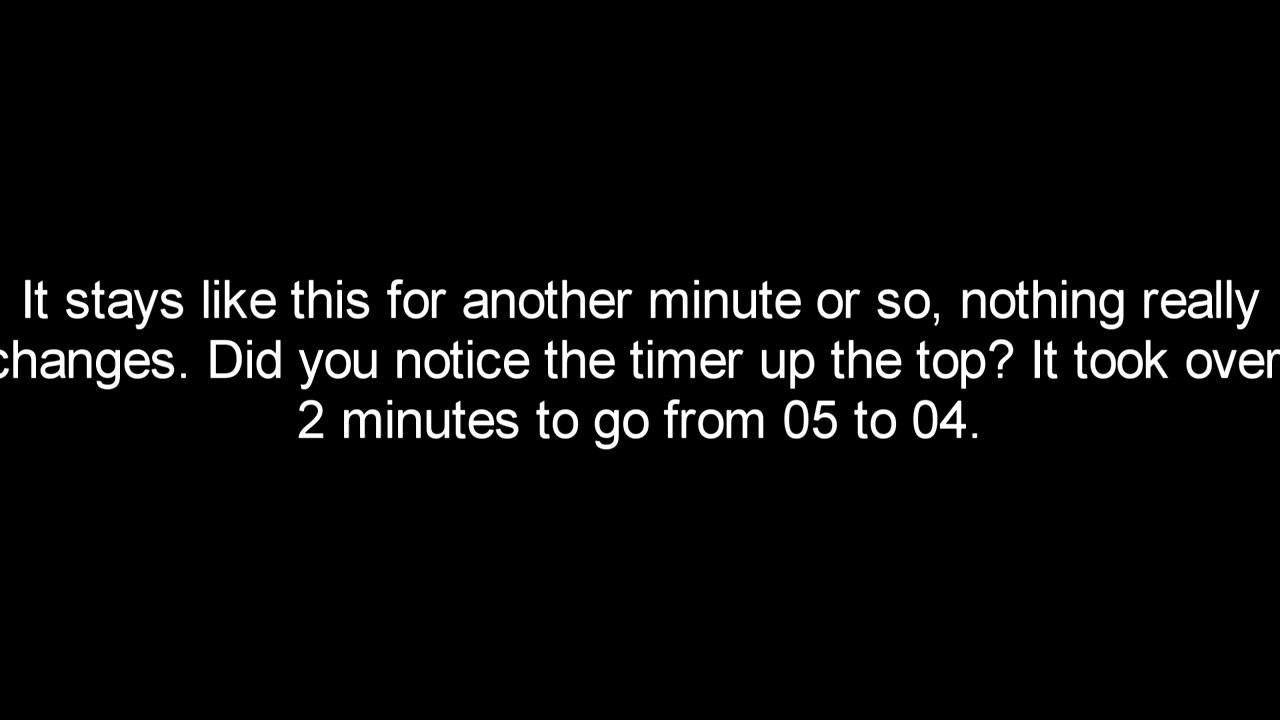 It stays like this for another minute or so, nothing really
changes. Did you notice the timer up the top? It took over
2 minutes to go from 05 to 04.